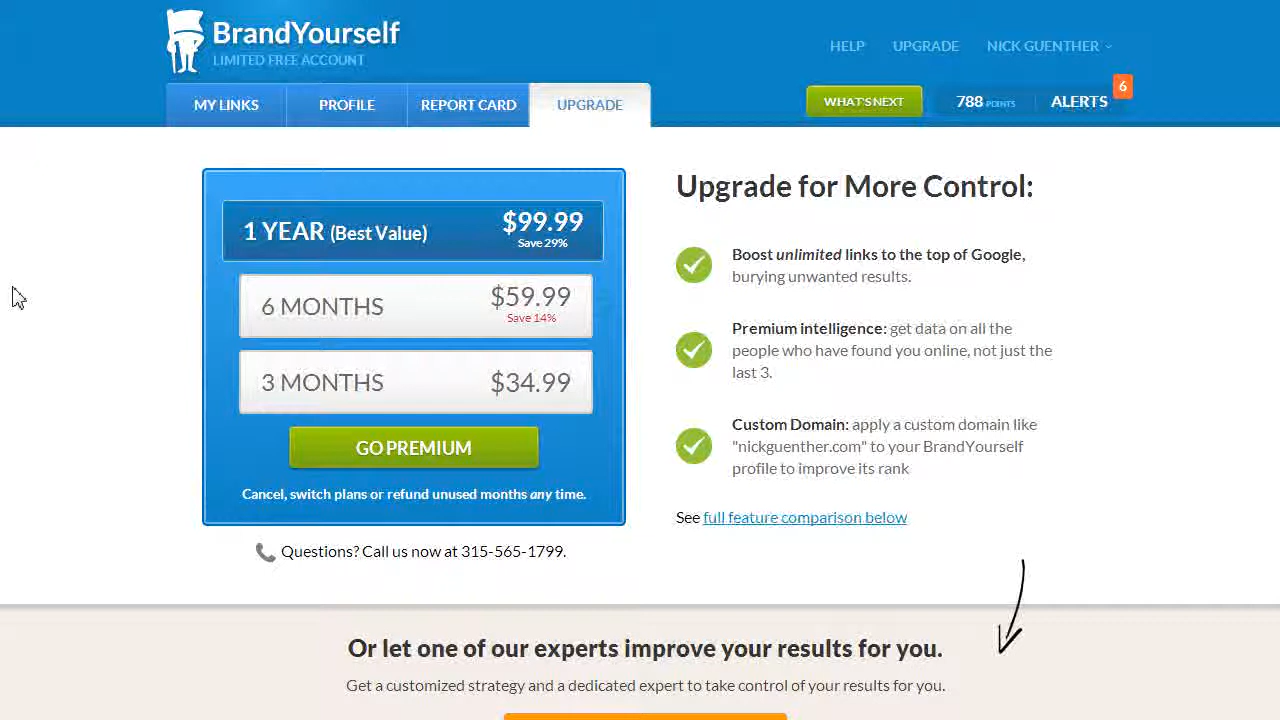 BrandYourself
LIMITED FREE ACCOUNT
HELP UPGRADE NICK GUENTHER
MY LINKS PROFILE REPORT CARD UPGRADE
WHAT'S NEXT 788 POINTS ALERTS 6
1 YEAR (Best Value) $99.99
Save 29%
6 MONTHS $59.99
Save 14%
3 MONTHS $34.99
GO PREMIUM
Cancel, switch plans or refund unused months any time.
Questions? Call us now at 315-565-1799.
Upgrade for More Control:
Boost unlimited links to the top of Google,
burying unwanted results.
Premium intelligence: get data on all the
people who have found you online, not just the
last 3.
Custom Domain: apply a custom domain like
"nickguenther.com" to your BrandYourself
profile to improve its rank
See full feature comparison below
Or let one of our experts improve your results for you.
Get a customized strategy and a dedicated expert to take control of your results for you.